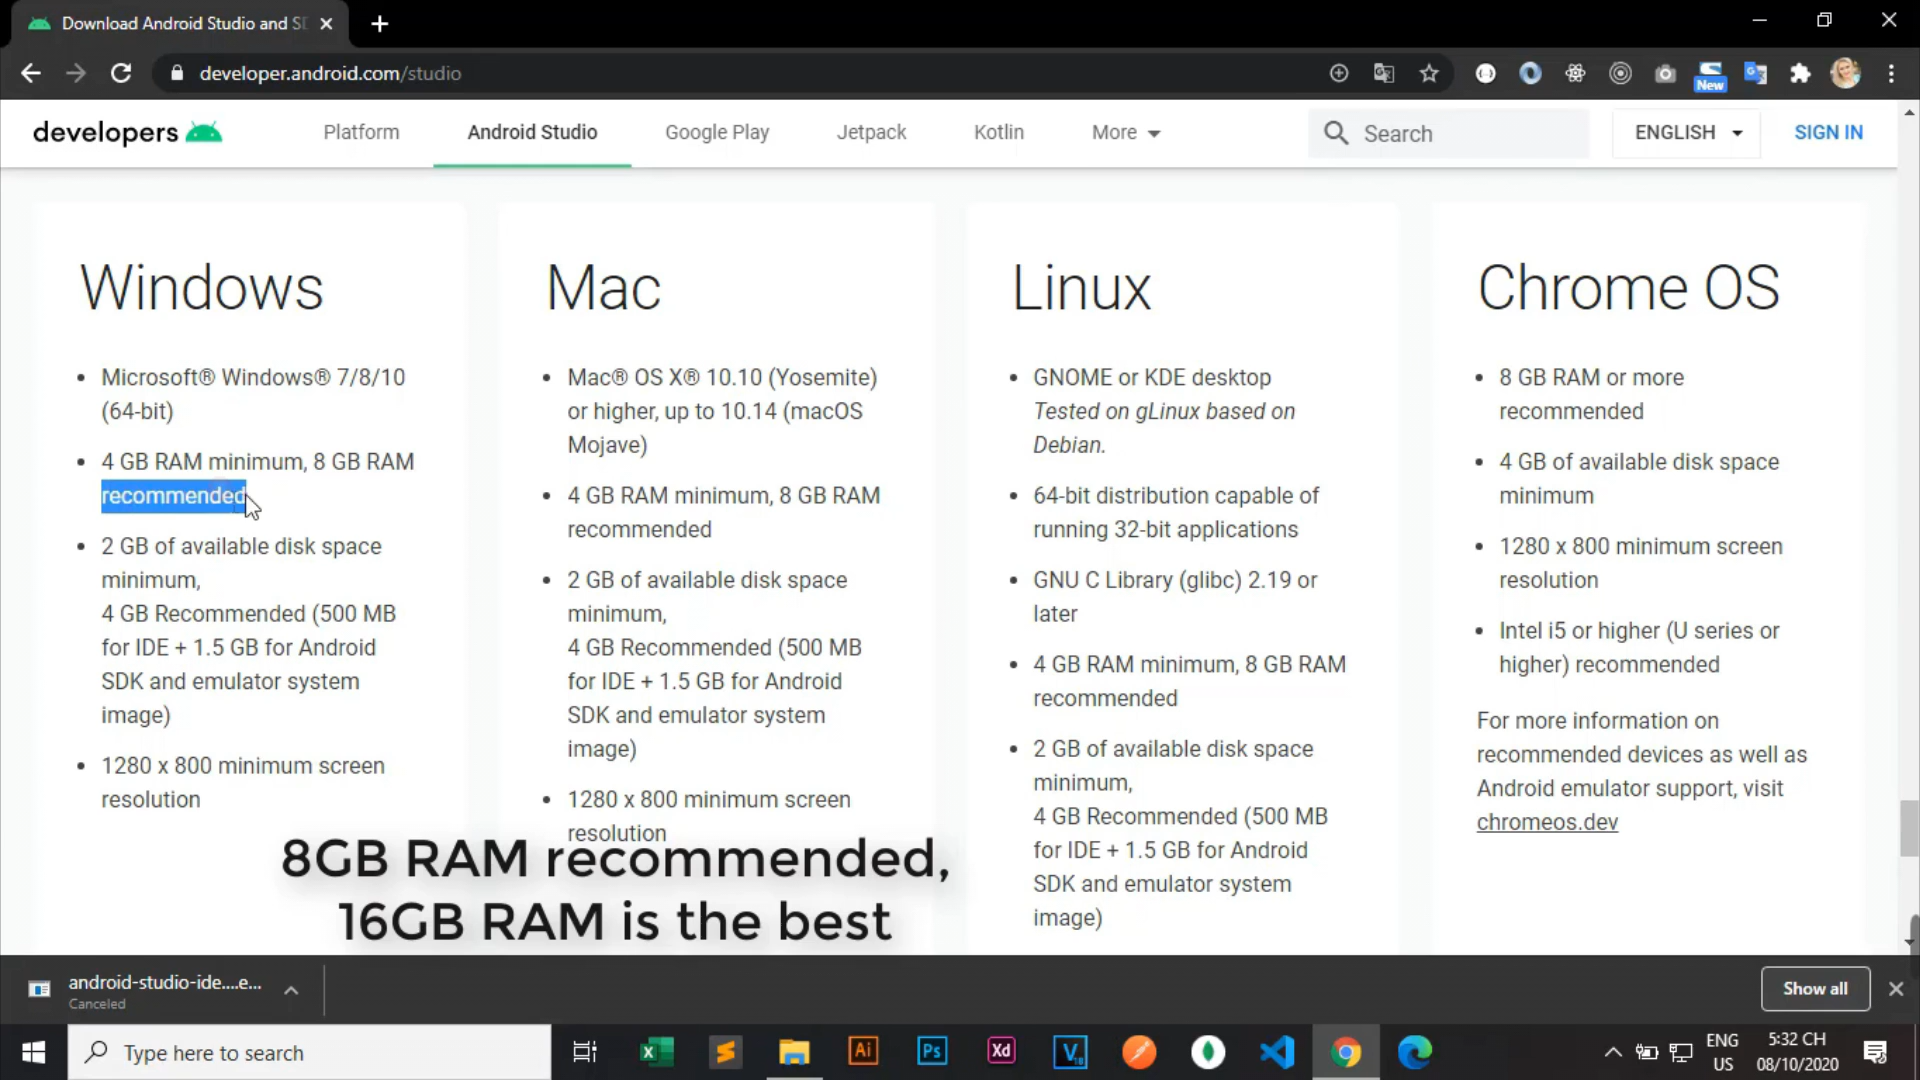 Download Android Studio and S
developer.android.com/studio
New
developers
Platform
Android Studio
Google Play
Jetpack
Kotlin
More
Search
ENGLISH
SIGN IN
Windows
Microsoft® Windows® 7/8/10
(64-bit)
4 GB RAM minimum, 8 GB RAM
recommended
2 GB of available disk space
minimum,
4 GB Recommended (500 MB
for IDE + 1.5 GB for Android
SDK and emulator system
image)
1280 x 800 minimum screen
resolution
Mac
Mac® OS X® 10.10 (Yosemite)
or higher, up to 10.14 (macOS
Mojave)
4 GB RAM minimum, 8 GB RAM
recommended
2 GB of available disk space
minimum,
4 GB Recommended (500 MB
for IDE + 1.5 GB for Android
SDK and emulator system
image)
1280 x 800 minimum screen
resolution
Linux
GNOME or KDE desktop
Tested on gLinux based on
Debian.
64-bit distribution capable of
running 32-bit applications
GNU C Library (glibc) 2.19 or
later
4 GB RAM minimum, 8 GB RAM
recommended
2 GB of available disk space
minimum,
4 GB Recommended (500 MB
for IDE + 1.5 GB for Android
SDK and emulator system
image)
Chrome OS
8 GB RAM or more
recommended
4 GB of available disk space
minimum
1280 x 800 minimum screen
resolution
Intel i5 or higher (U series or
higher) recommended
For more information on
recommended devices as well as
Android emulator support, visit
chromeos.dev
8GB RAM recommended,
16GB RAM is the best
android-studio-ide....e...
Canceled
Show all
Type here to search
Ai
Ps
Xd
ENG
US
5:32 CH
08/10/2020